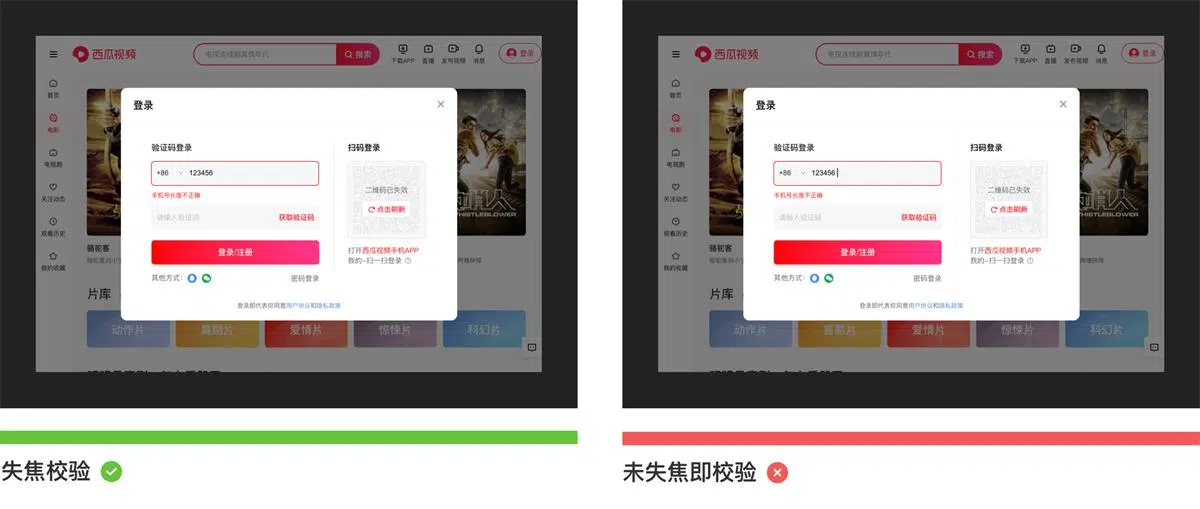 西瓜视频
电视连续剧真情年代
搜索
下载APP
直播
发布视频
消息
登录
首页
电影
电视剧
关注动态
观看历史
我的收藏
登录
验证码登录
+86 123456
手机号长度不正确
请输入验证码 获取验证码
登录/注册
其他方式: 密码登录
扫码登录
二维码已失效
点击刷新
打开西瓜视频手机APP
我的-扫一扫登录
登录即代表你同意用户协议和隐私政策
骆驼客
片库
动作片
喜剧片
爱情片
惊悚片
科幻片
失焦校验
西瓜视频
电视连续剧真情年代
搜索
下载APP
直播
发布视频
消息
登录
首页
电影
电视剧
关注动态
观看历史
我的收藏
登录
验证码登录
+86 123456
手机号长度不正确
请输入验证码 获取验证码
登录/注册
其他方式: 密码登录
扫码登录
二维码已失效
点击刷新
打开西瓜视频手机APP
我的-扫一扫登录
登录即代表你同意用户协议和隐私政策
WHISTLEBLOWER
骆驼客
片库
动作片
喜剧片
爱情片
惊悚片
科幻片
未失焦即校验